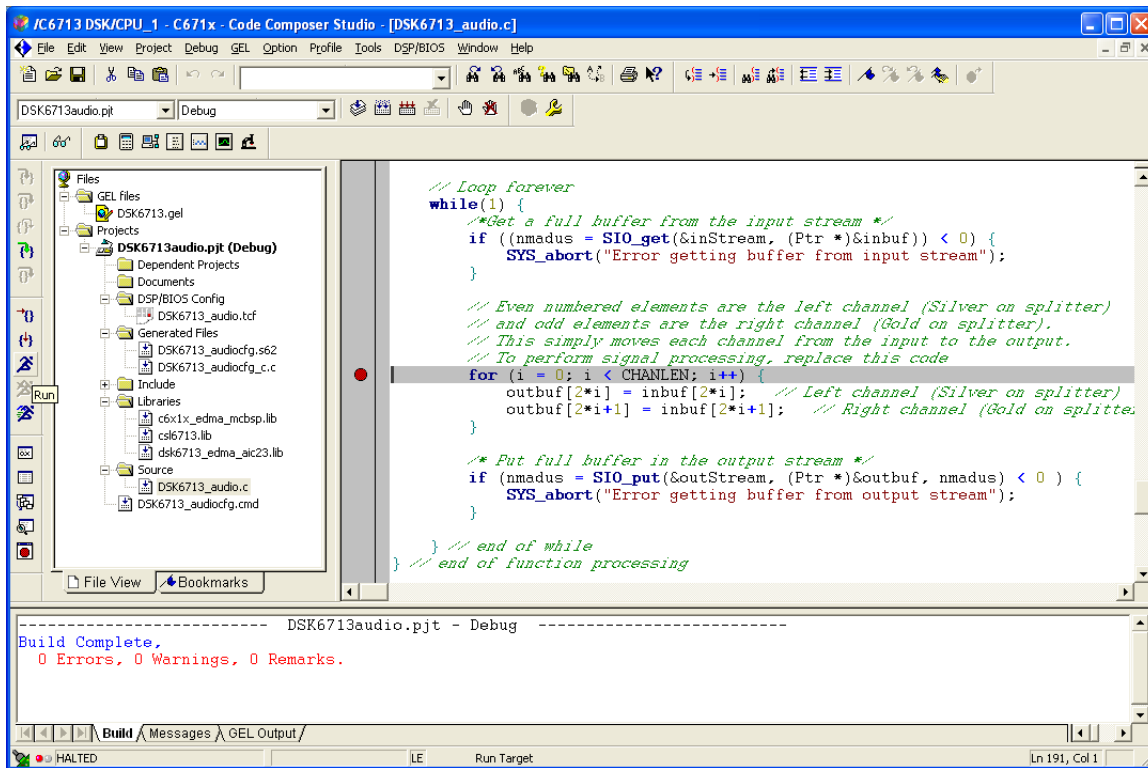 /C6713 DSK/CPU_1 - C671x - Code Composer Studio - [DSK6713_audio.c]
File Edit View Project Debug GEL Option Profile Tools DSP/BIOS Window Help
DSK6713audio.pjt Debug
Files
GEL files
DSK6713.gel
Projects
DSK6713audio.pjt (Debug)
Dependent Projects
Documents
DSP/BIOS Config
DSK6713_audio.tcf
Generated Files
DSK6713_audiocfg.s62
DSK6713_audiocfg_c.c
Include
Libraries
c6x1x_edma_mcbsp.lib
csl6713.lib
dsk6713_edma_aic23.lib
Source
DSK6713_audio.c
DSK6713_audiocfg.cmd
Run
File View Bookmarks
// Loop forever
while(1) {
/*Get a full buffer from the input stream */
if ((nmadus = SIO_get(&inStream, (Ptr *)&inbuf)) < 0) {
SYS_abort("Error getting buffer from input stream");
}
// Even numbered elements are the left channel (Silver on splitter)
// and odd elements are the right channel (Gold on splitter).
// This simply moves each channel from the input to the output.
// To perform signal processing, replace this code
for (i = 0; i < CHANLEN; i++) {
outbuf[2*i] = inbuf[2*i]; // Left channel (Silver on splitter)
outbuf[2*i+1] = inbuf[2*i+1]; // Right channel (Gold on splitte
}
/* Put full buffer in the output stream */
if (nmadus = SIO_put(&outStream, (Ptr *)&outbuf, nmadus) < 0 ) {
SYS_abort("Error getting buffer from output stream");
}
} // end of while
} // end of function processing
-------------------------- DSK6713audio.pjt - Debug --------------------------
Build Complete,
0 Errors, 0 Warnings, 0 Remarks.
Build Messages GEL Output
HALTED LE Run Target Ln 191, Col 1